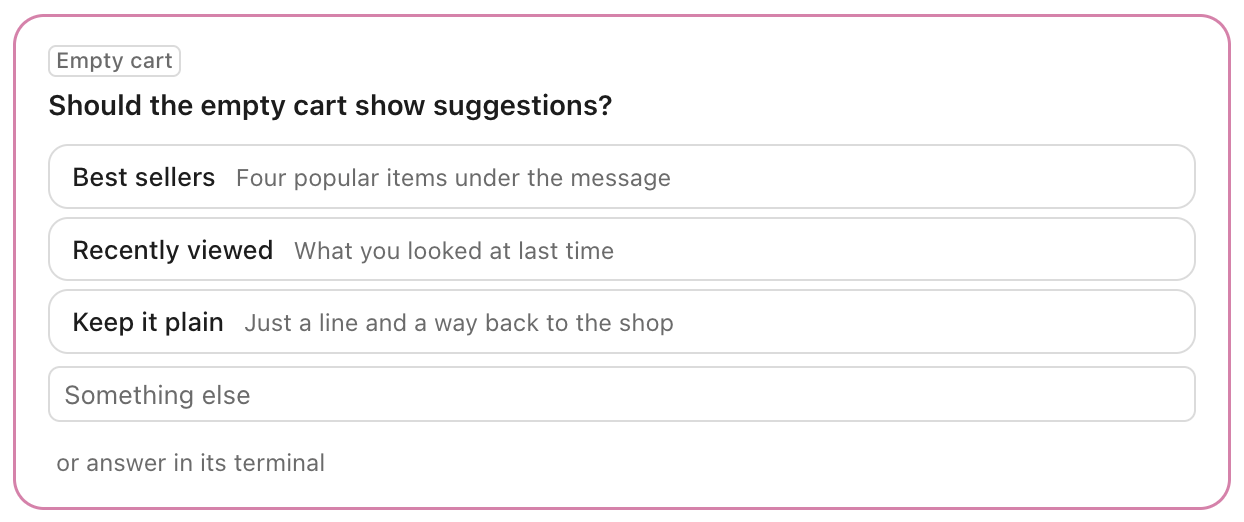 Empty cart
Should the empty cart show suggestions?
Best sellers Four popular items under the message
Recently viewed What you looked at last time
Keep it plain Just a line and a way back to the shop
Something else
or answer in its terminal